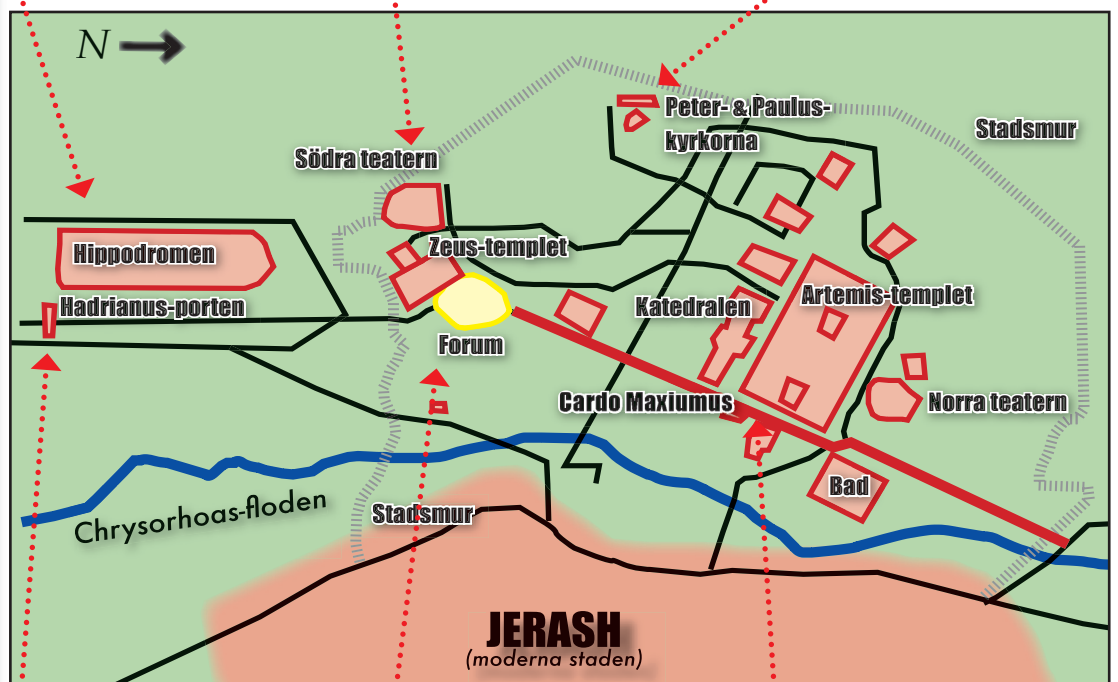 N
Peter- & Paulus-
kyrkorna
Stadsmur
Södra teatern
Zeus-templet
Hippodromen
Hadrianus-porten
Katedralen
Artemis-templet
Forum
Cardo Maxiumus
Norra teatern
Bad
Chrysorhoas-floden
Stadsmur
JERASH
(moderna staden)